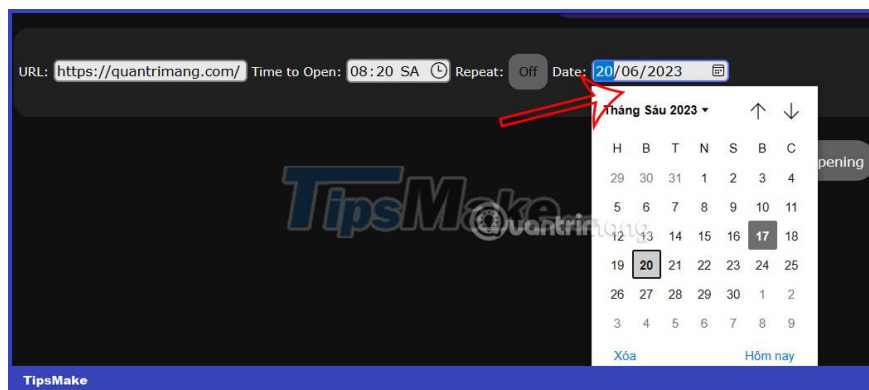 URL: https://quantrimang.com/ Time to Open: 08:20 SA Repeat: Off Date: 20/06/2023
Tháng Sáu 2023
H B T N S B C
29 30 31 1 2 3 4
5 6 7 8 9 10 11
12 13 14 15 16 17 18
19 20 21 22 23 24 25
26 27 28 29 30 1 2
3 4 5 6 7 8 9
Xóa Hôm nay
pening
TipsMake
Quantrimang
TipsMake